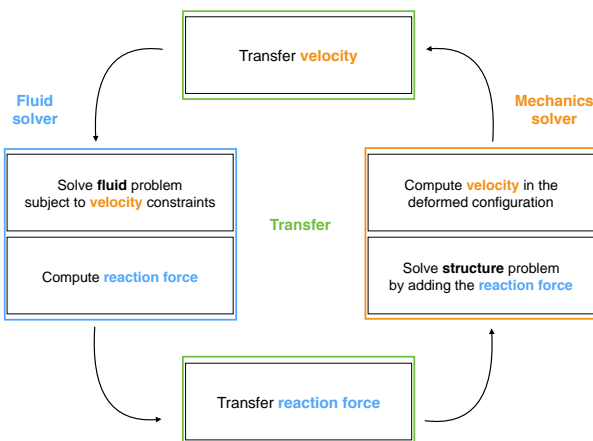 Transfer velocity
Fluid
solver
Mechanics
solver
Solve fluid problem
subject to velocity constraints
Compute velocity in the
deformed configuration
Transfer
Compute reaction force
Solve structure problem
by adding the reaction force
Transfer reaction force